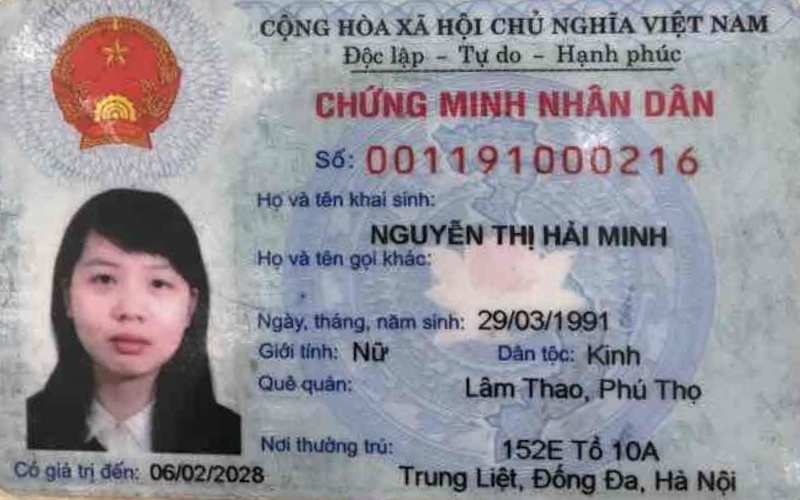 CỘNG HÒA XÃ HỘI CHỦ NGHĨA VIỆT NAM
Độc lập - Tự do - Hạnh phúc
CHỨNG MINH NHÂN DÂN
Số: 001191000216
Họ và tên khai sinh:
NGUYỄN THỊ HẢI MINH
Họ và tên gọi khác:
Ngày, tháng, năm sinh: 29/03/1991
Giới tính: Nữ Dân tộc: Kinh
Quê quán: Lâm Thao, Phú Thọ
Nơi thường trú: 152E Tổ 10A
Trung Liệt, Đống Đa, Hà Nội
Có giá trị đến: 06/02/2028